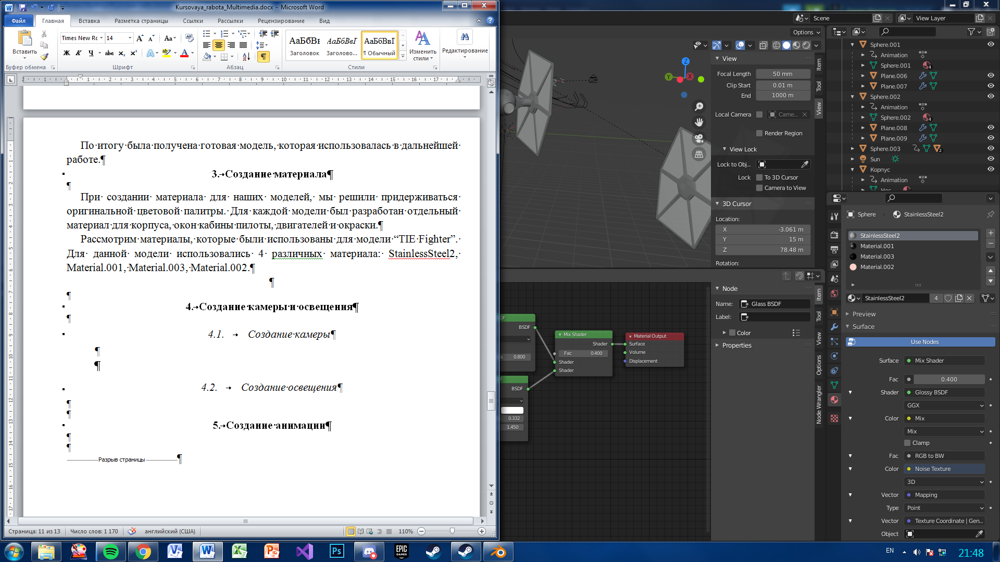 Kursovaya_rabota_Multimedia.docx - Microsoft Word
Файл
Главная
Вставка
Разметка страницы
Ссылки
Рассылки
Рецензирование
Вид
Вставить
Буфер обмена
Times New Rc
14
Шрифт
Абзац
АаБбВı
Заголовок
АаБбВвГ
Заголово...
АаБбВвГ
¶ Обычный
Стили
Изменить стили
Редактирование
По итогу была получена готовая модель, которая использовалась в дальнейшей
работе.¶
3.→Создание материала¶
¶
При создании материала для наших моделей, мы решили придерживаться
оригинальной цветовой палитры. Для каждой модели был разработан отдельный
материал для корпуса, окон кабины пилоты, двигателей и окраски.¶
Рассмотрим материалы, которые были использованы для модели “TIE Fighter”.
Для данной модели использовались 4 различных материала: StainlessSteel2,
Material.001, Material.003, Material.002.¶
¶
¶
4.→Создание камеры и освещения¶
¶
4.1. → Создание камеры¶
¶
¶
4.2. → Создание освещения¶
¶
¶
5.→Создание анимации¶
¶
¶
Разрыв страницы¶
Страница: 11 из 13
Число слов: 1 170
английский (США)
110%
Scene
View Layer
Options
Z
Y
X
View
Focal Length 50 mm
Clip Start 0.01 m
End 1000 m
Local Camera Came...
Render Region
View Lock
Lock to Obj...
Lock To 3D Cursor
Camera to View
3D Cursor
Location:
X -3.061 m
Y 15 m
Z 78.48 m
Rotation:
Item
Tool
View
Sphere.001
Animation
Sphere.001 4
Plane.006
Plane.007
Sphere.002
Animation
Sphere.002 4
Plane.008
Plane.009
Sphere.003 2
Sun
Корпус
Animation
Sphere
StainlessSteel2
StainlessSteel2
Material.001
Material.003
Material.002
StainlessSteel2 4
Preview
Surface
Use Nodes
Surface Mix Shader
Fac 0.400
Shader Glossy BSDF
GGX
Color Mix
Mix
Clamp
Fac RGB to BW
Color Noise Texture
3D
Vector Mapping
Type Point
Vector Texture Coordinate | Gen...
Object
BSDF
0.800
BSDF
0.332
1.450
Mix Shader
Shader
Fac 0.400
Shader
Shader
Material Output
Surface
Volume
Displacement
Node
Name: Glass BSDF
Label:
Color
Properties
Item
Tool
View
Options
Node Wrangler
Ps
EPIC GAMES
EN
21:48